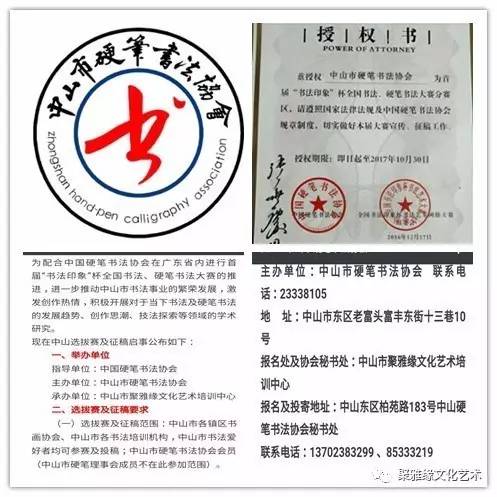 中山市硬筆書法協會
zhongshan hand-pen calligraphy association
书
授权书
POWER OF ATTORNEY
兹授权 中山市硬笔书法协会 为首
届“书法印象”杯全国书法、硬笔书法大赛分赛
区，请遵照国家法律法规及中国硬笔书法协会
规章制度，切实做好本届大赛宣传、征稿工作。
授权期限：即日起至2017年10月30日
中国硬笔书法协会
2016年12月17日
为配合中国硬笔书法协会在广东省内进行首
届“书法印象”杯全国书法、硬笔书法大赛的推
进，进一步推动中山市书法事业的繁荣发展，激
发创作热情，积极开展对于当下书法及硬笔书法
的发展趋势、创作思潮、技法探索等领域的学术
研究。
现在中山选拔赛及征稿启事公布如下：
一、举办单位
指导单位：中国硬笔书法协会
主办单位：中山市硬笔书法协会
承办单位：中山市聚雅缘文化艺术培训中心
二、选拔赛及征稿要求
（一）选拔赛及征稿范围：中山市各镇区书
画协会、中山市各书法培训机构，中山市书法爱
好者均可参赛及投稿；中山市硬笔书法协会会员
（中山市硬笔理事会成员不在此参加范围）。
主办单位：中山市硬笔书法协会 联系电
话：23338105
地 址：中山市东区老富头富丰东街十三巷10
号
报名处及协会秘书处：中山市聚雅缘文化艺术培
训中心
报名及投寄地址：中山东区柏苑路183号中山硬
笔书法协会秘书处
联系电话：13702383299、85333219
聚雅缘文化艺术